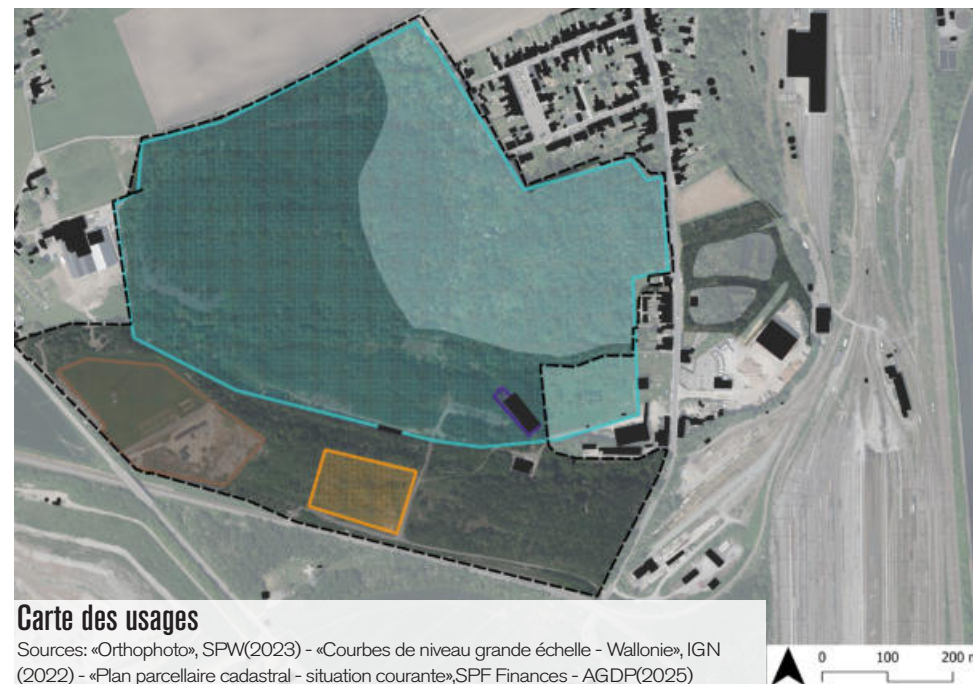 Carte des usages
Sources: «Orthophoto», SPW(2023) - «Courbes de niveau grande échelle - Wallonie», IGN
(2022) - «Plan parcellaire cadastral - situation courante»,SPF Finances - AGDP(2025)
0 100 200 m